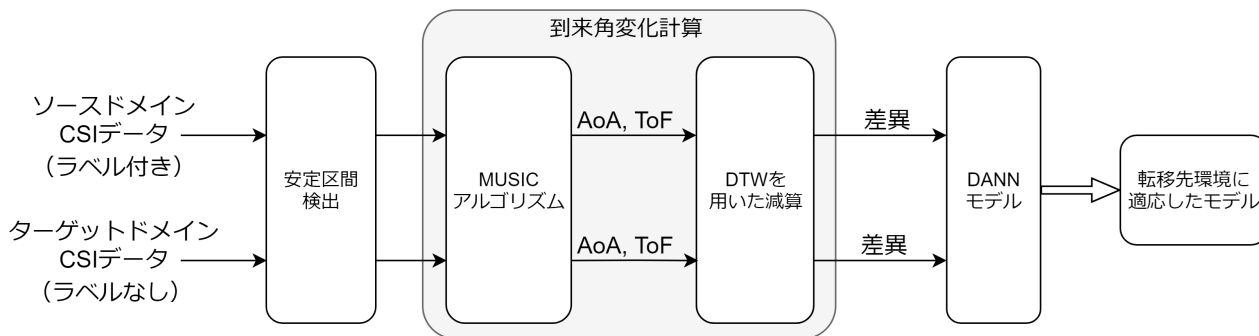 到来角変化計算
ソースドメイン
CSIデータ
（ラベル付き）
ターゲットドメイン
CSIデータ
（ラベルなし）
安定区間
検出
MUSIC
アルゴリズム
AoA, ToF
AoA, ToF
DTWを
用いた減算
差異
差異
DANN
モデル
転移先環境に
適応したモデル